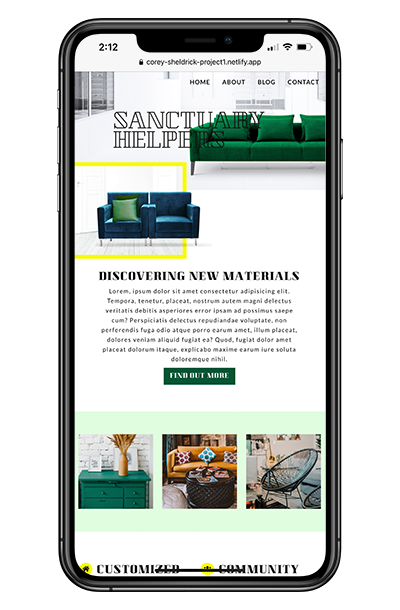 2:12
corey-sheldrick-project1.netlify.app
HOME ABOUT BLOG CONTACT
SANCTUARY
HELPERS
DISCOVERING NEW MATERIALS
Lorem, ipsum dolor sit amet consectetur adipisicing elit.
Tempora, tenetur, placeat, nostrum autem magni dolores
veritatis debitis asperiores error ipsam ad possimus saepe
cum? Perspiciatis delectus repudiandae voluptate, non
perferendis fuga odio atque porro earum amet, illum placeat,
dolores veniam aliquid fugiat ea? Quod, fugiat dolor amet
placeat dolorum itaque, explicabo maxime earum iure soluta
doloremque nihil.
FIND OUT MORE
CUSTOMIZED COMMUNITY